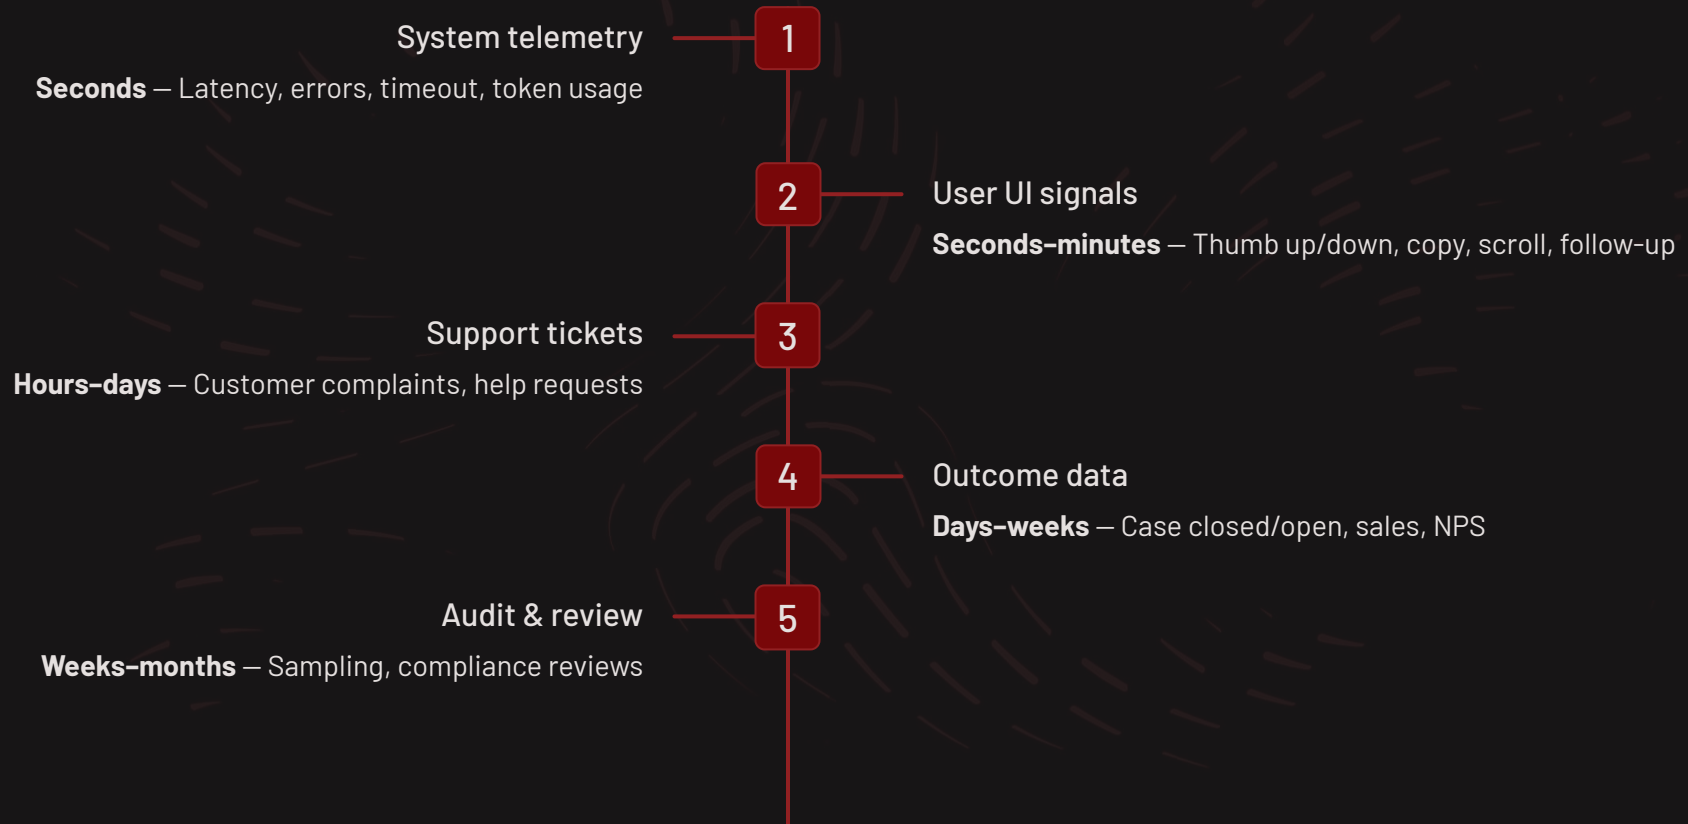 System telemetry
1
Seconds — Latency, errors, timeout, token usage
2
User UI signals
Seconds–minutes — Thumb up/down, copy, scroll, follow-up
Support tickets
3
Hours–days — Customer complaints, help requests
4
Outcome data
Days–weeks — Case closed/open, sales, NPS
Audit & review
5
Weeks–months — Sampling, compliance reviews